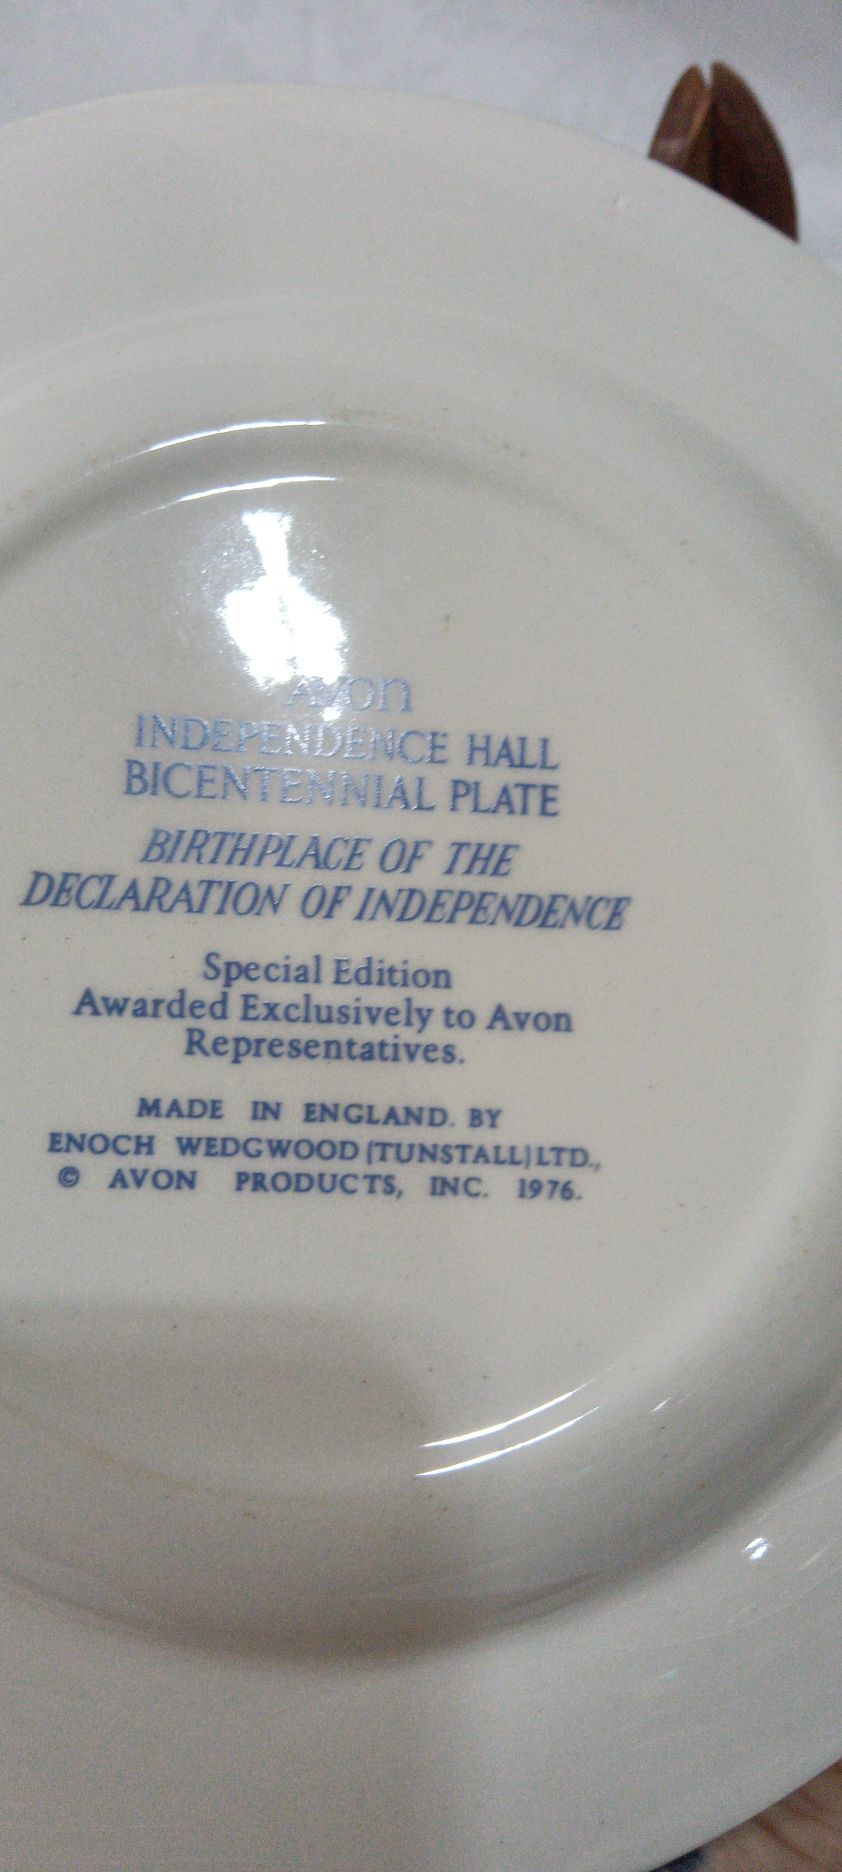 Avon
INDEPENDENCE HALL
BICENTENNIAL PLATE
BIRTHPLACE OF THE
DECLARATION OF INDEPENDENCE
Special Edition
Awarded Exclusively to Avon
Representatives.
MADE IN ENGLAND. BY
ENOCH WEDGWOOD (TUNSTALL) LTD.,
© AVON PRODUCTS, INC. 1976.